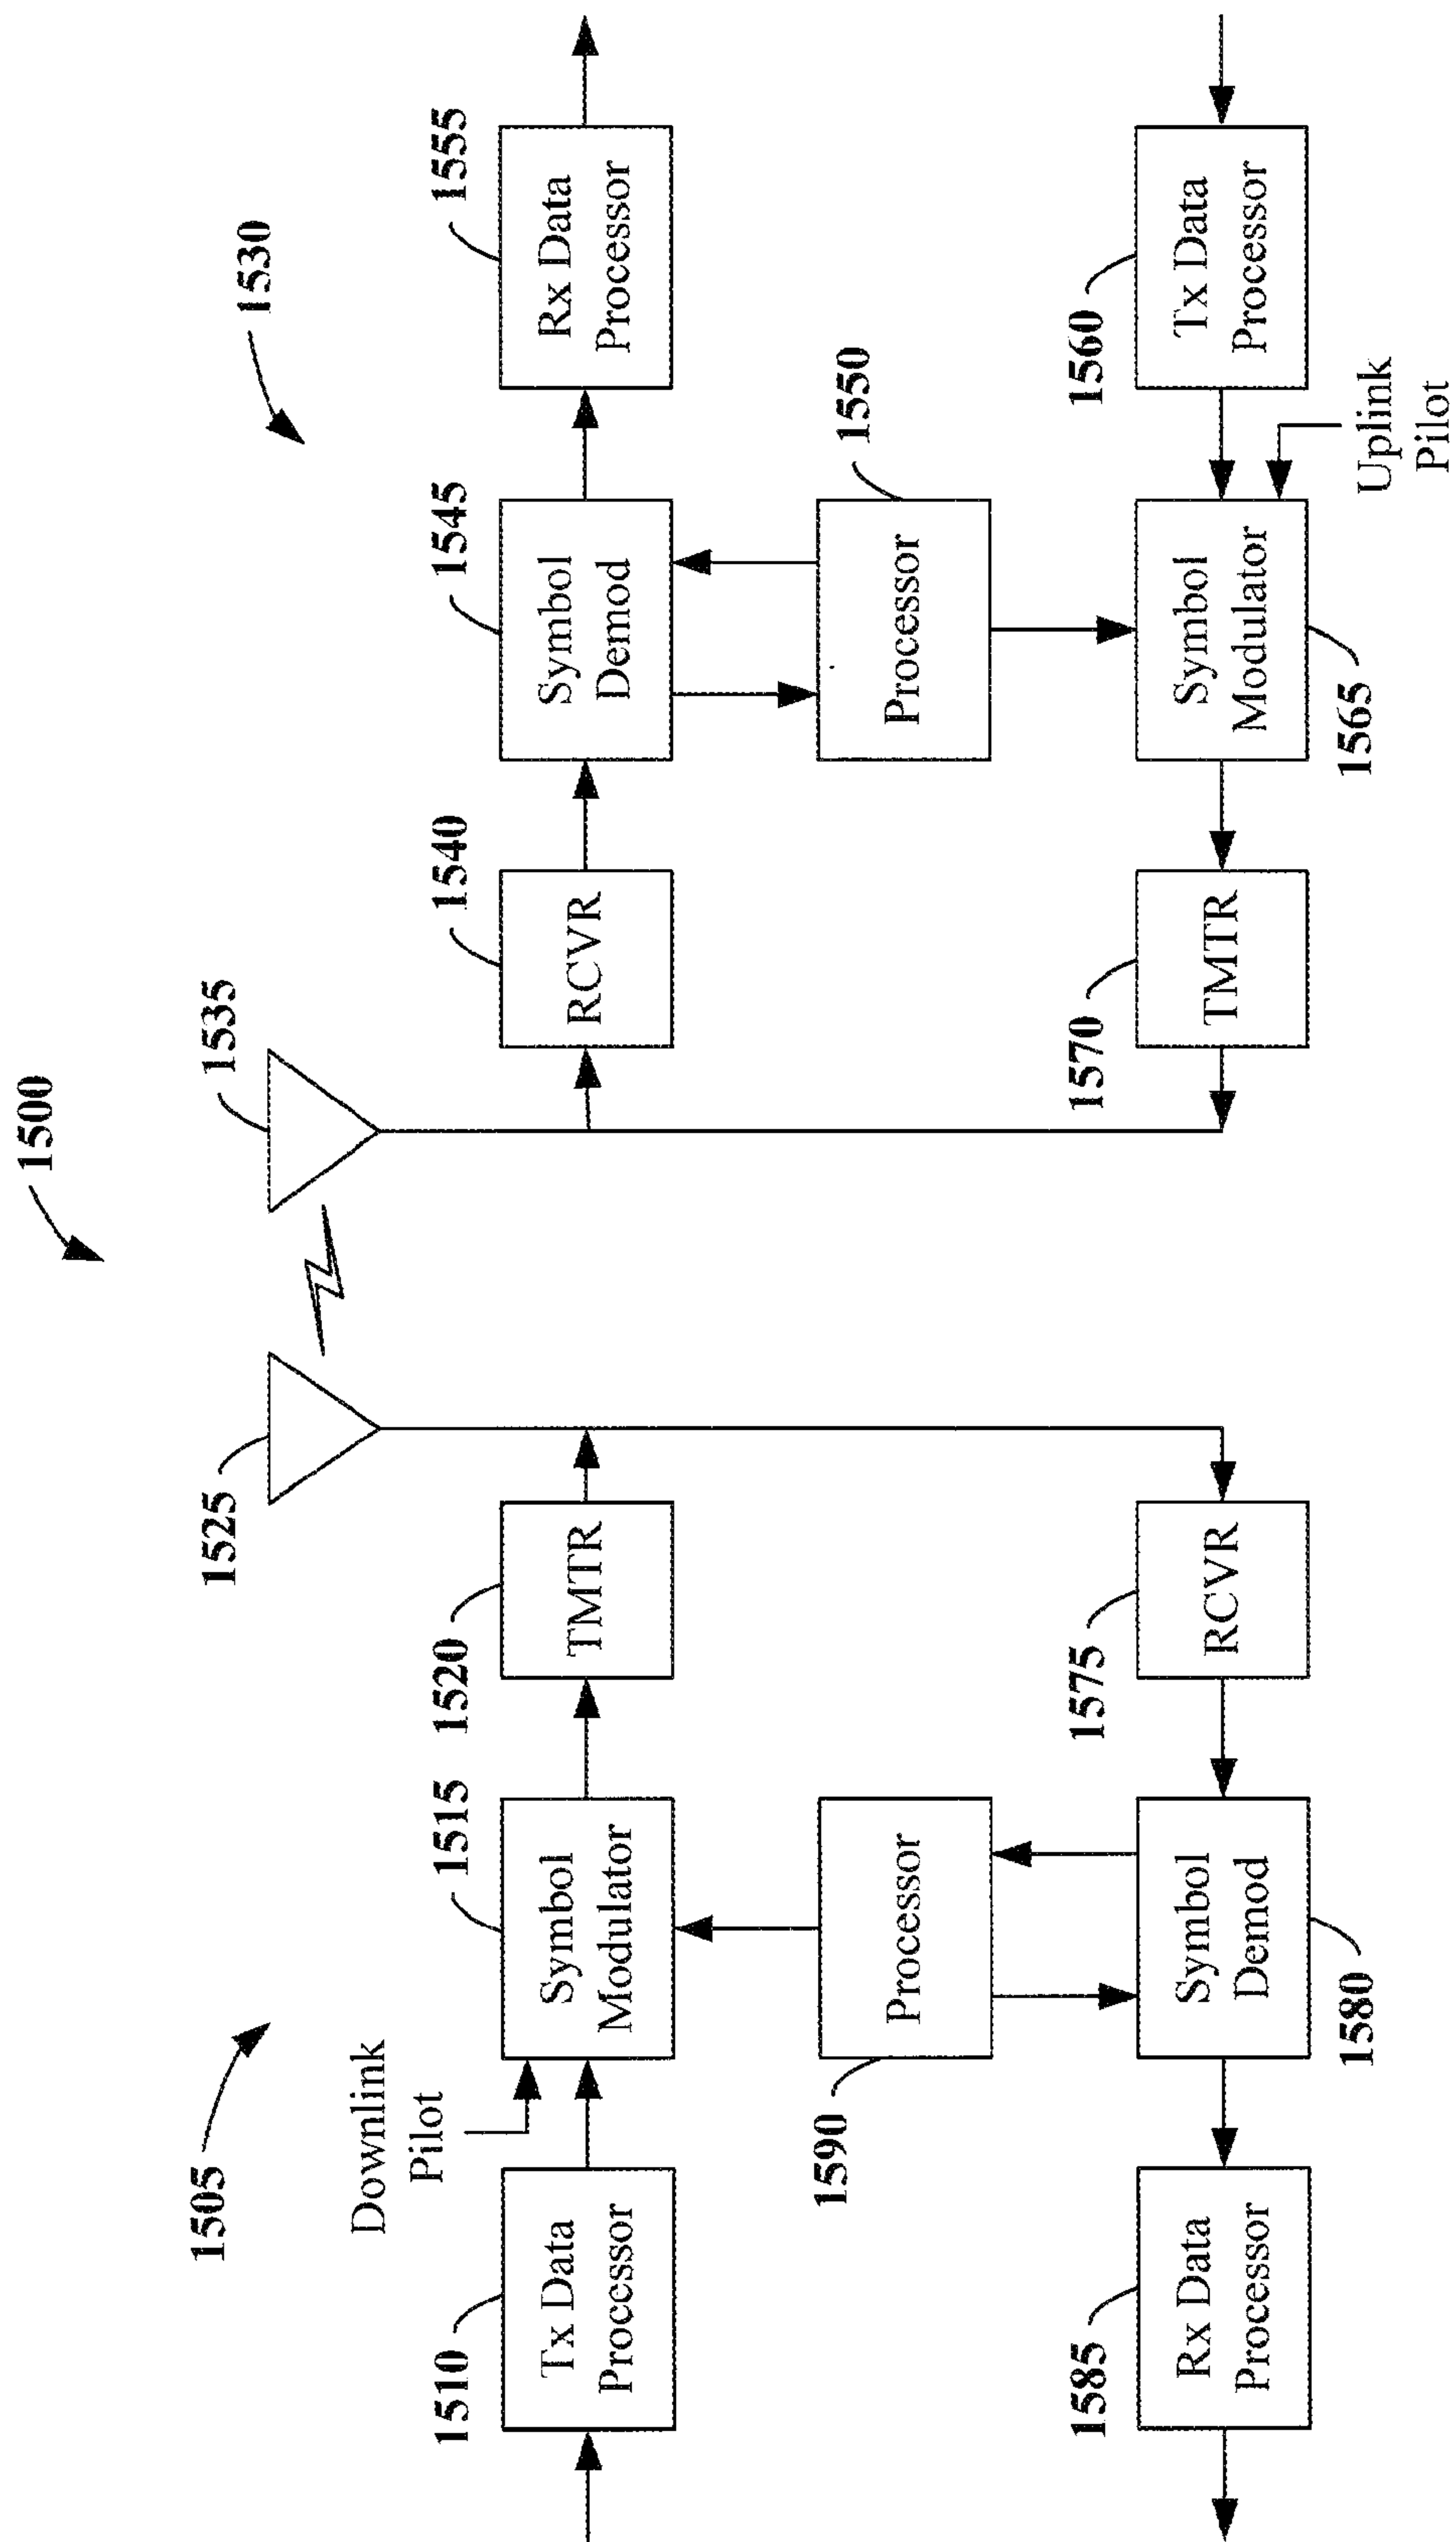 1500
1505
1525
1535
1530
Downlink
Pilot
1510
Tx Data
Processor
1515
Symbol
Modulator
1520
TMTR
1540
RCVR
1545
Symbol
Demod
1555
Rx Data
Processor
1590
Processor
1550
Processor
1585
Rx Data
Processor
1580
Symbol
Demod
1575
RCVR
1570
TMTR
1565
Symbol
Modulator
1560
Tx Data
Processor
Uplink
Pilot